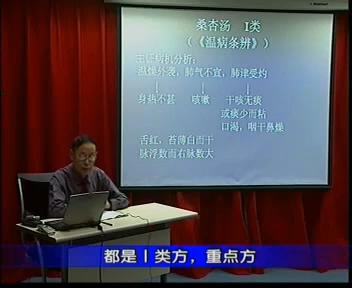 桑杏汤 I类
（《温病条辨》）
主证病机分析：
温燥外袭，肺气不宣，肺津受灼
身热不甚 咳嗽 干咳无痰
或痰少而粘
口渴，咽干鼻燥
舌红，苔薄白而干
脉浮数而右脉数大
都是Ⅰ类方，重点方